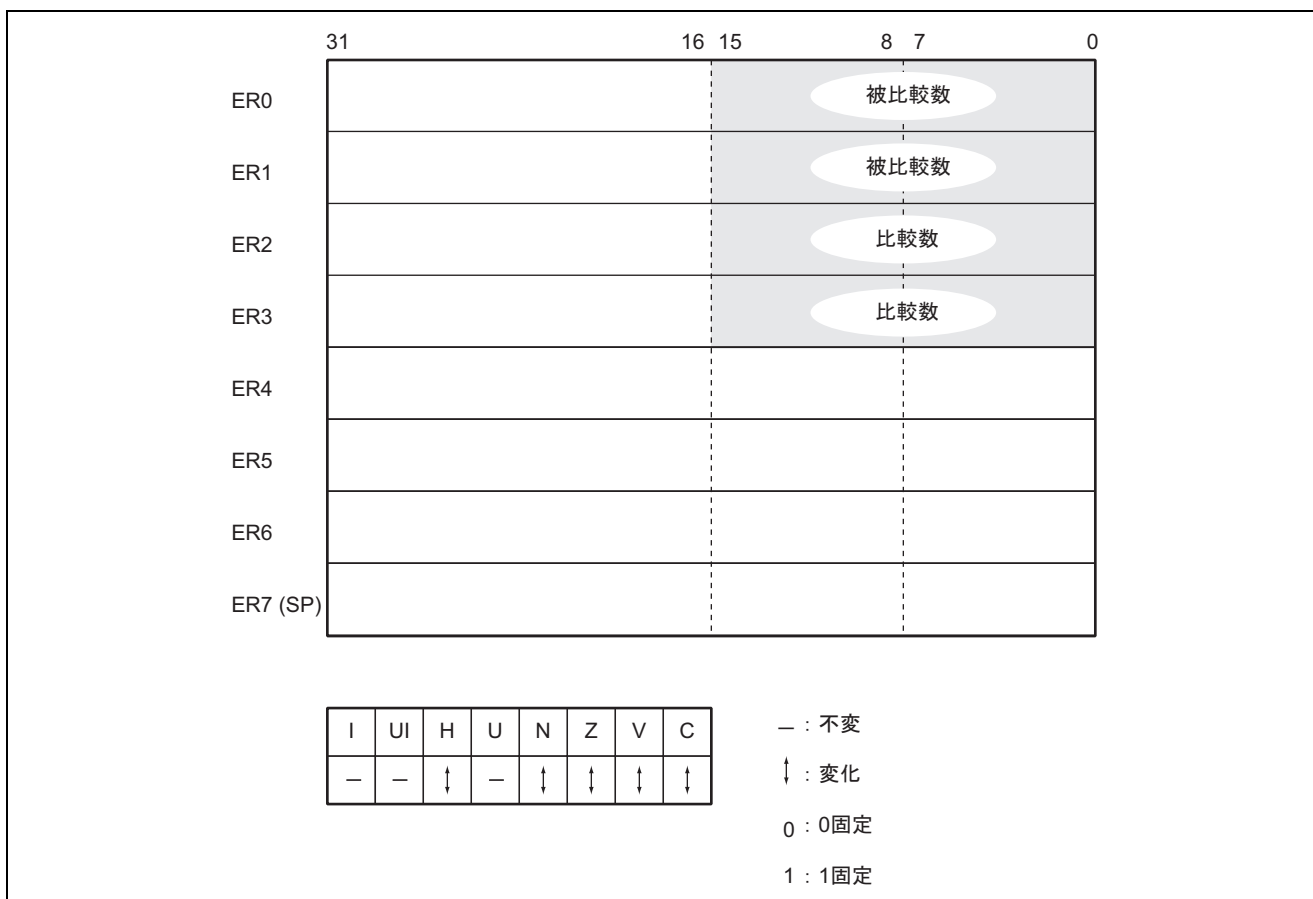 31 16 15 8 7 0
ER0 被比較数
ER1 被比較数
ER2 比較数
ER3 比較数
ER4
ER5
ER6
ER7 (SP)
I UI H U N Z V C
－ － ↕ － ↕ ↕ ↕ ↕
－ : 不変
↕ : 変化
0 : 0固定
1 : 1固定